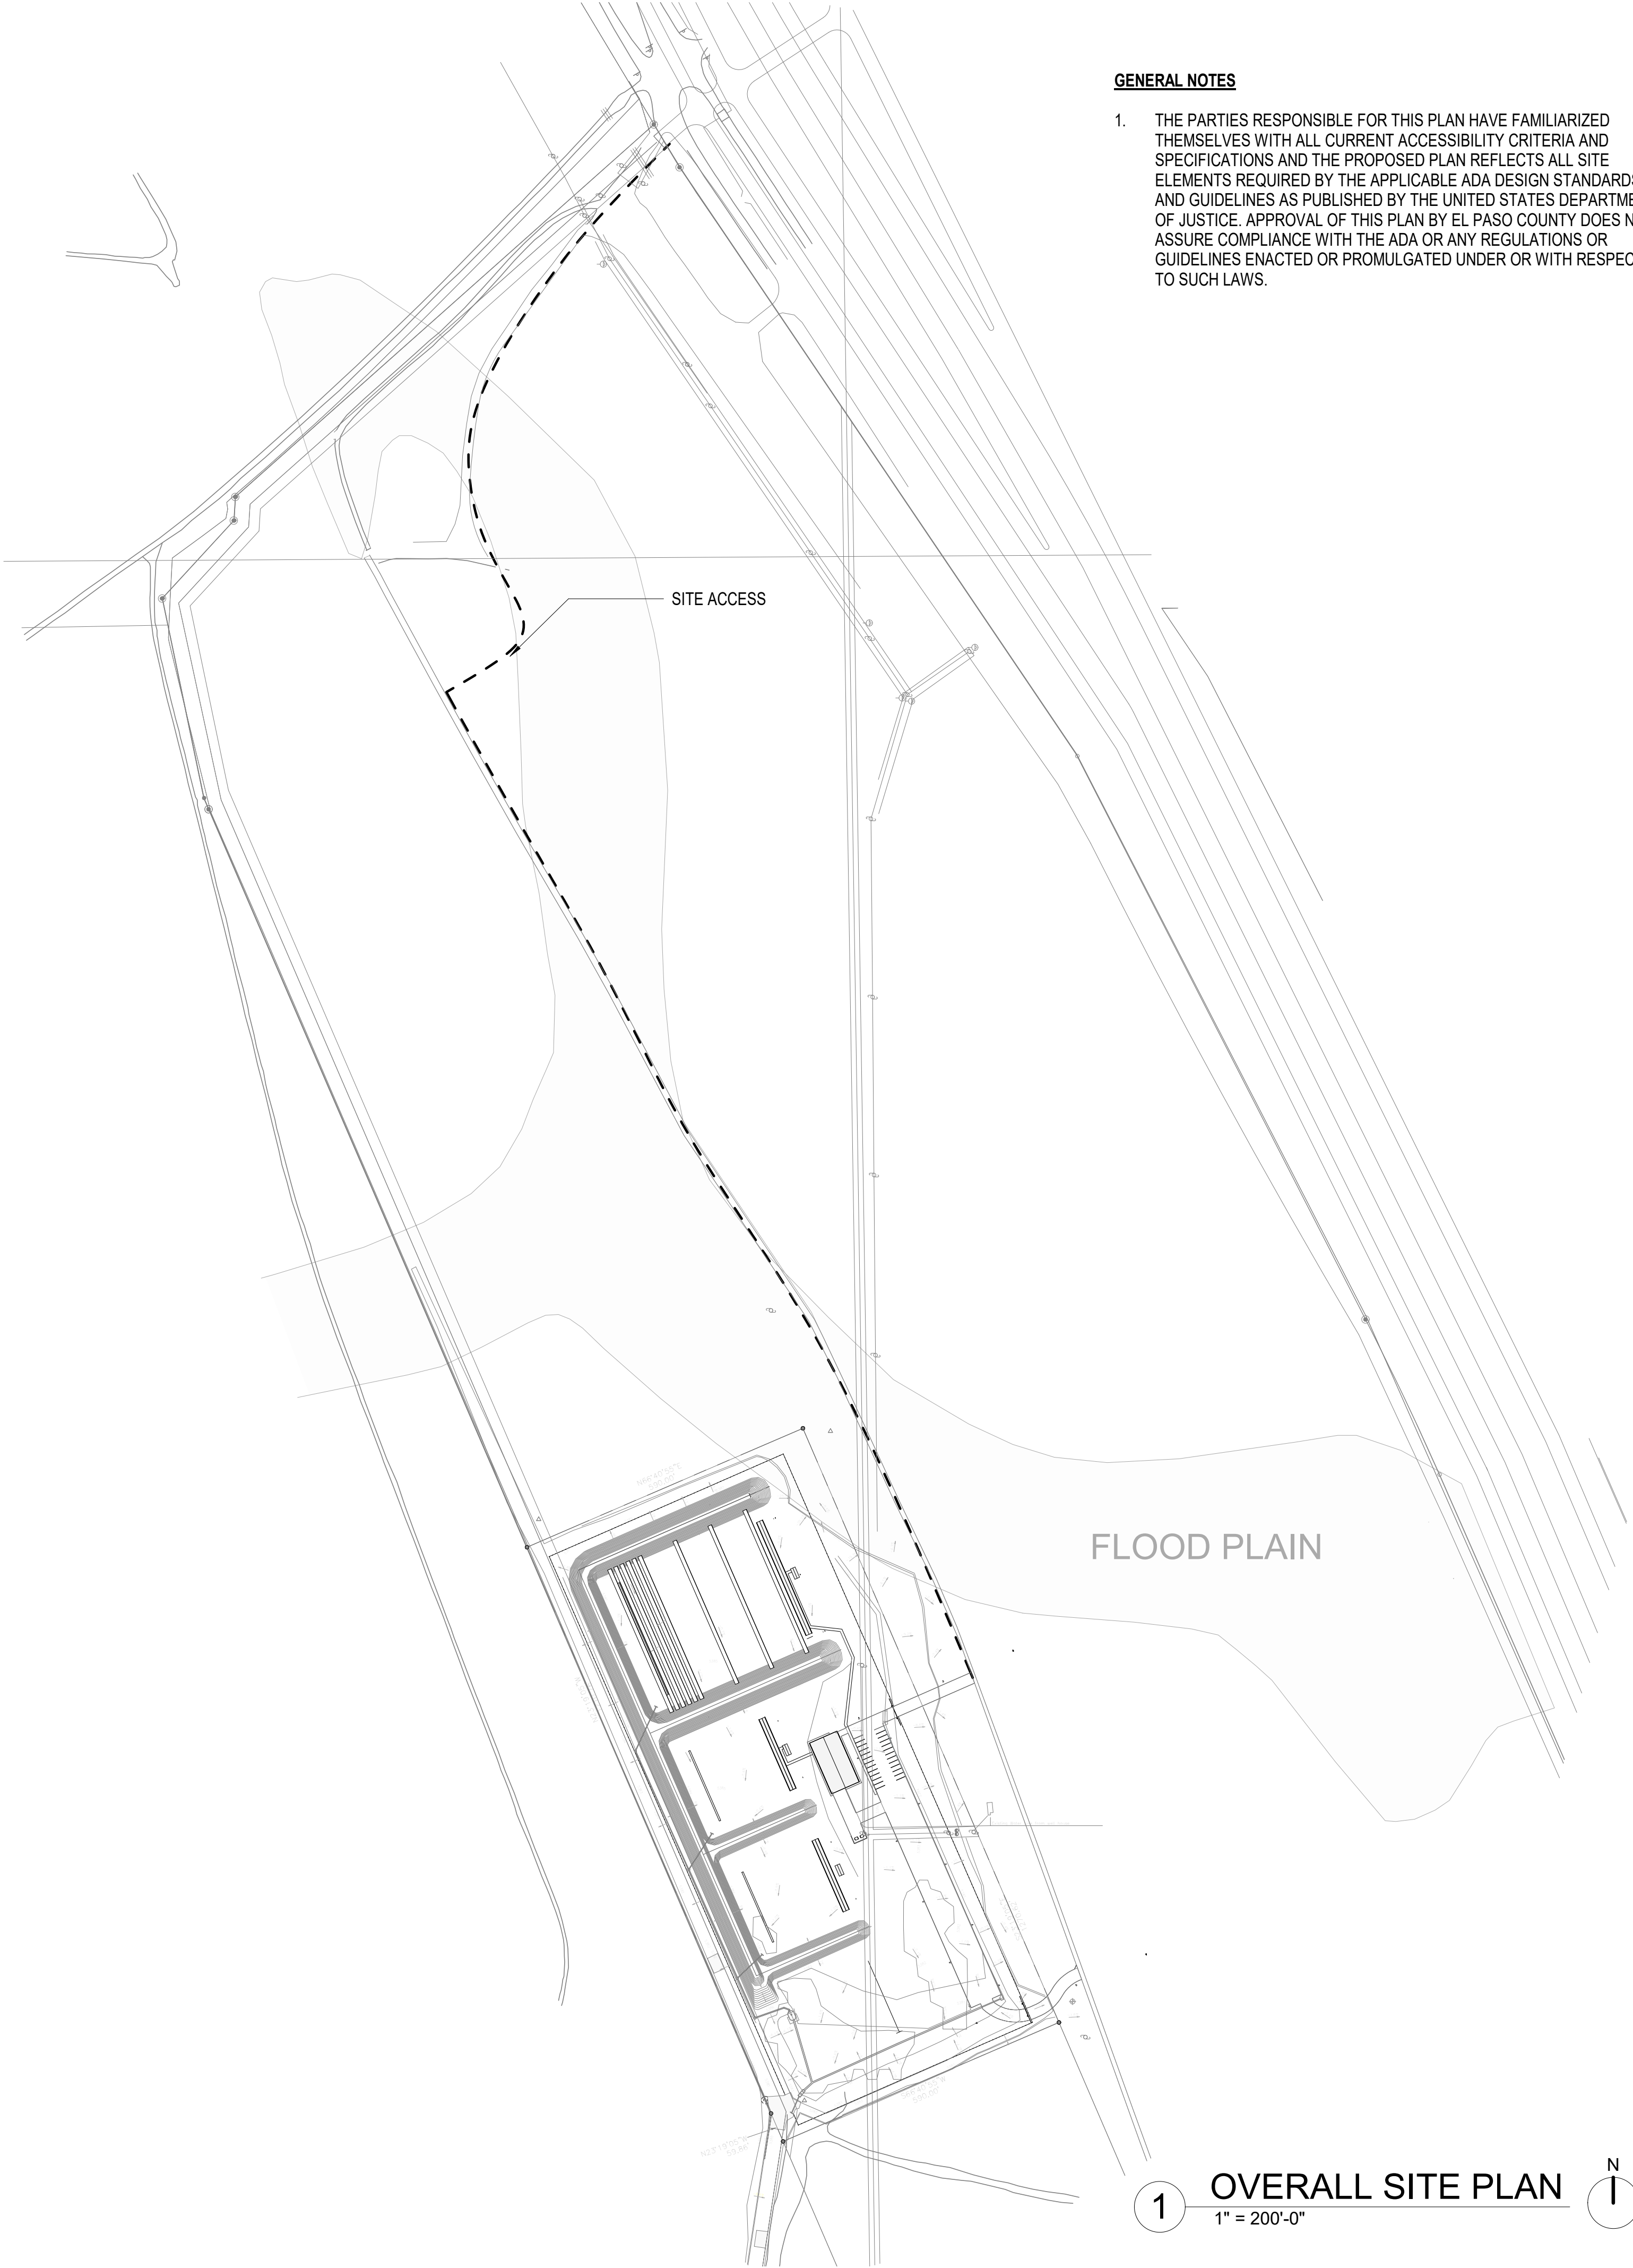 GENERAL NOTES
1. THE PARTIES RESPONSIBLE FOR THIS PLAN HAVE FAMILIARIZED
THEMSELVES WITH ALL CURRENT ACCESSIBILITY CRITERIA AND
SPECIFICATIONS AND THE PROPOSED PLAN REFLECTS ALL SITE
ELEMENTS REQUIRED BY THE APPLICABLE ADA DESIGN STANDARDS
AND GUIDELINES AS PUBLISHED BY THE UNITED STATES DEPARTME
OF JUSTICE. APPROVAL OF THIS PLAN BY EL PASO COUNTY DOES N
ASSURE COMPLIANCE WITH THE ADA OR ANY REGULATIONS OR
GUIDELINES ENACTED OR PROMULGATED UNDER OR WITH RESPEC
TO SUCH LAWS.
SITE ACCESS
FLOOD PLAIN
1 OVERALL SITE PLAN
1" = 200'-0"
N